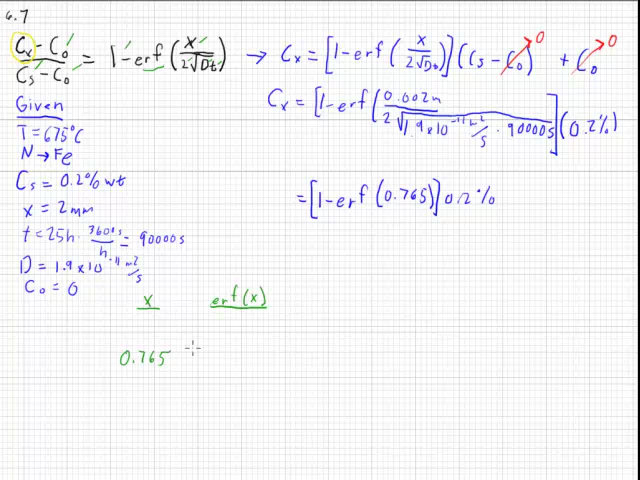 6.7
(Cx - C0)/(Cs - C0) = 1 - erf(x/(2√Dt)) → Cx = [1 - erf(x/(2√Dt))](Cs - C0)→0 + C0→0
Given
T = 675°C
N → Fe
Cs = 0.2% wt
x = 2mm
t = 25h · 3600s/h = 90000s
D = 1.9 x 10^-11 m²/s
C0 = 0
Cx = [1 - erf(0.002m/(2√(1.9 x 10^-11 m²/s · 90000s)))](0.2%)
= [1 - erf(0.765)] 0.2%
x erf(x)
0.765